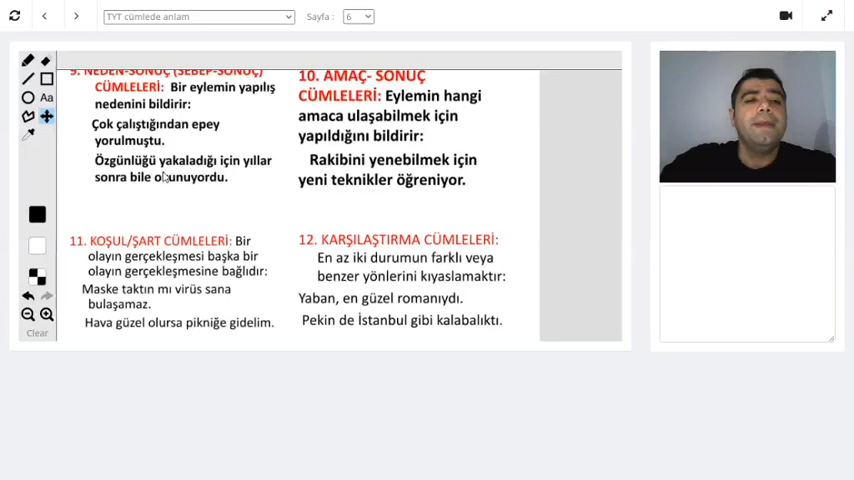 TYT cümlede anlam
Sayfa :
6
Aa
Clear
9. NEDEN-SONUÇ (SEBEP-SONUÇ)
CÜMLELERİ: Bir eylemin yapılış
nedenini bildirir:
Çok çalıştığından epey
yorulmuştu.
Özgünlüğü yakaladığı için yıllar
sonra bile okunuyordu.
10. AMAÇ- SONUÇ
CÜMLELERİ: Eylemin hangi
amaca ulaşabilmek için
yapıldığını bildirir:
Rakibini yenebilmek için
yeni teknikler öğreniyor.
11. KOŞUL/ŞART CÜMLELERİ: Bir
olayın gerçekleşmesi başka bir
olayın gerçekleşmesine bağlıdır:
Maske taktın mı virüs sana
bulaşamaz.
Hava güzel olursa pikniğe gidelim.
12. KARŞILAŞTIRMA CÜMLELERİ:
En az iki durumun farklı veya
benzer yönlerini kıyaslamaktır:
Yaban, en güzel romanıydı.
Pekin de İstanbul gibi kalabalıktı.